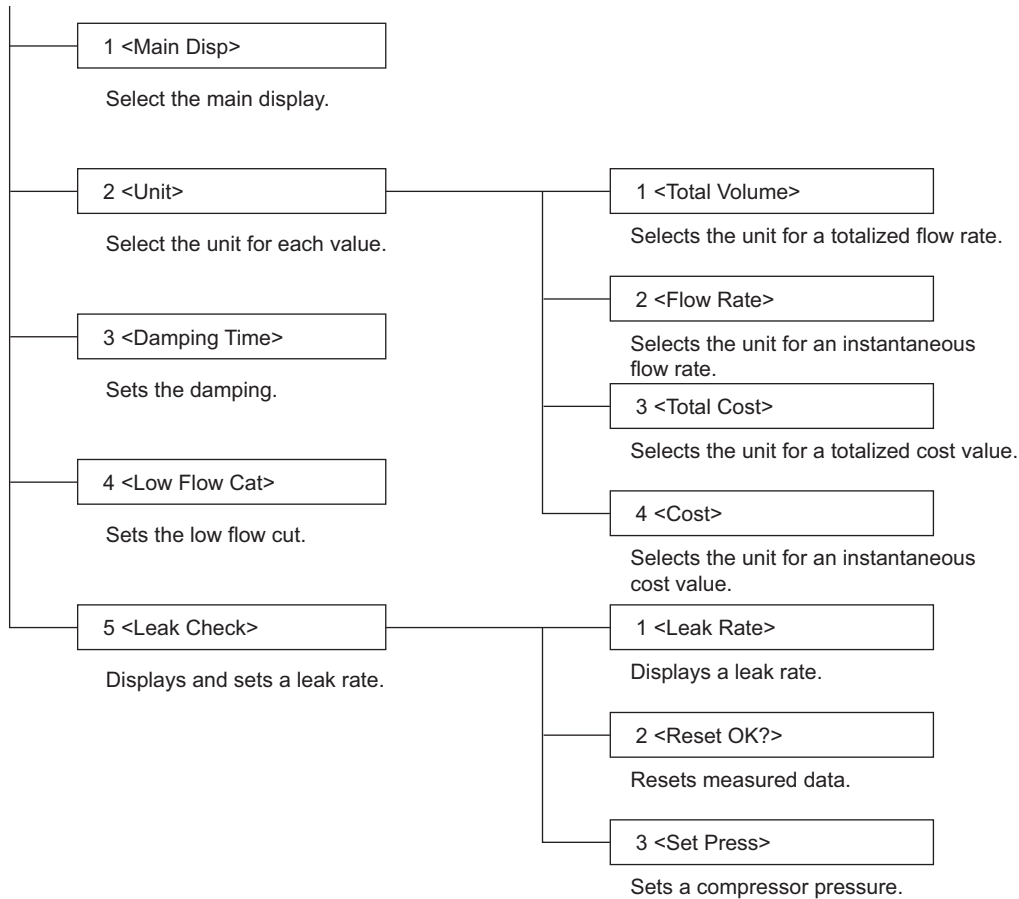 1 <Main Disp>
Select the main display.
2 <Unit>
Select the unit for each value.
1 <Total Volume>
Selects the unit for a totalized flow rate.
2 <Flow Rate>
Selects the unit for an instantaneous
flow rate.
3 <Total Cost>
Selects the unit for a totalized cost value.
4 <Cost>
Selects the unit for an instantaneous
cost value.
3 <Damping Time>
Sets the damping.
4 <Low Flow Cat>
Sets the low flow cut.
5 <Leak Check>
Displays and sets a leak rate.
1 <Leak Rate>
Displays a leak rate.
2 <Reset OK?>
Resets measured data.
3 <Set Press>
Sets a compressor pressure.